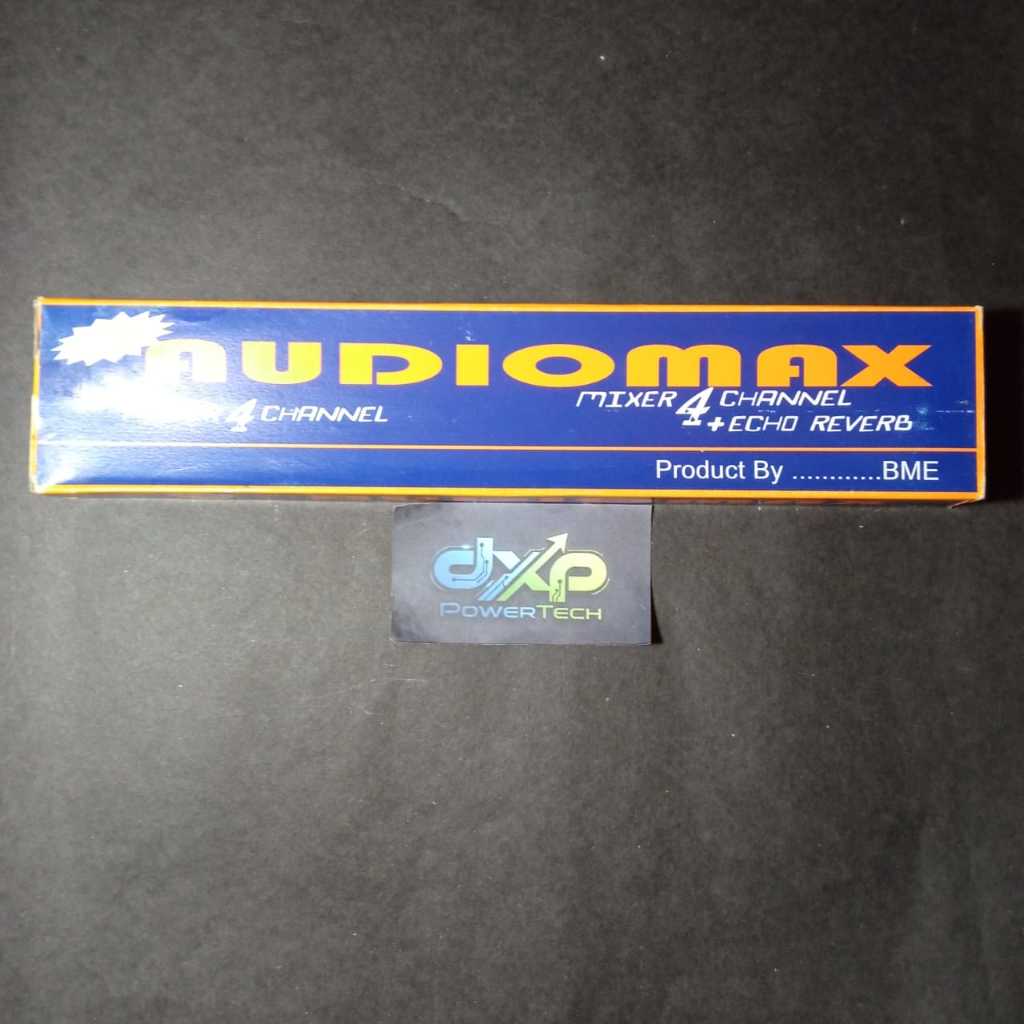 AUDIOMAX
4 CHANNEL
MIXER 4 CHANNEL
+ ECHO REVERB
Product By ............BME
dxp
POWERTECH